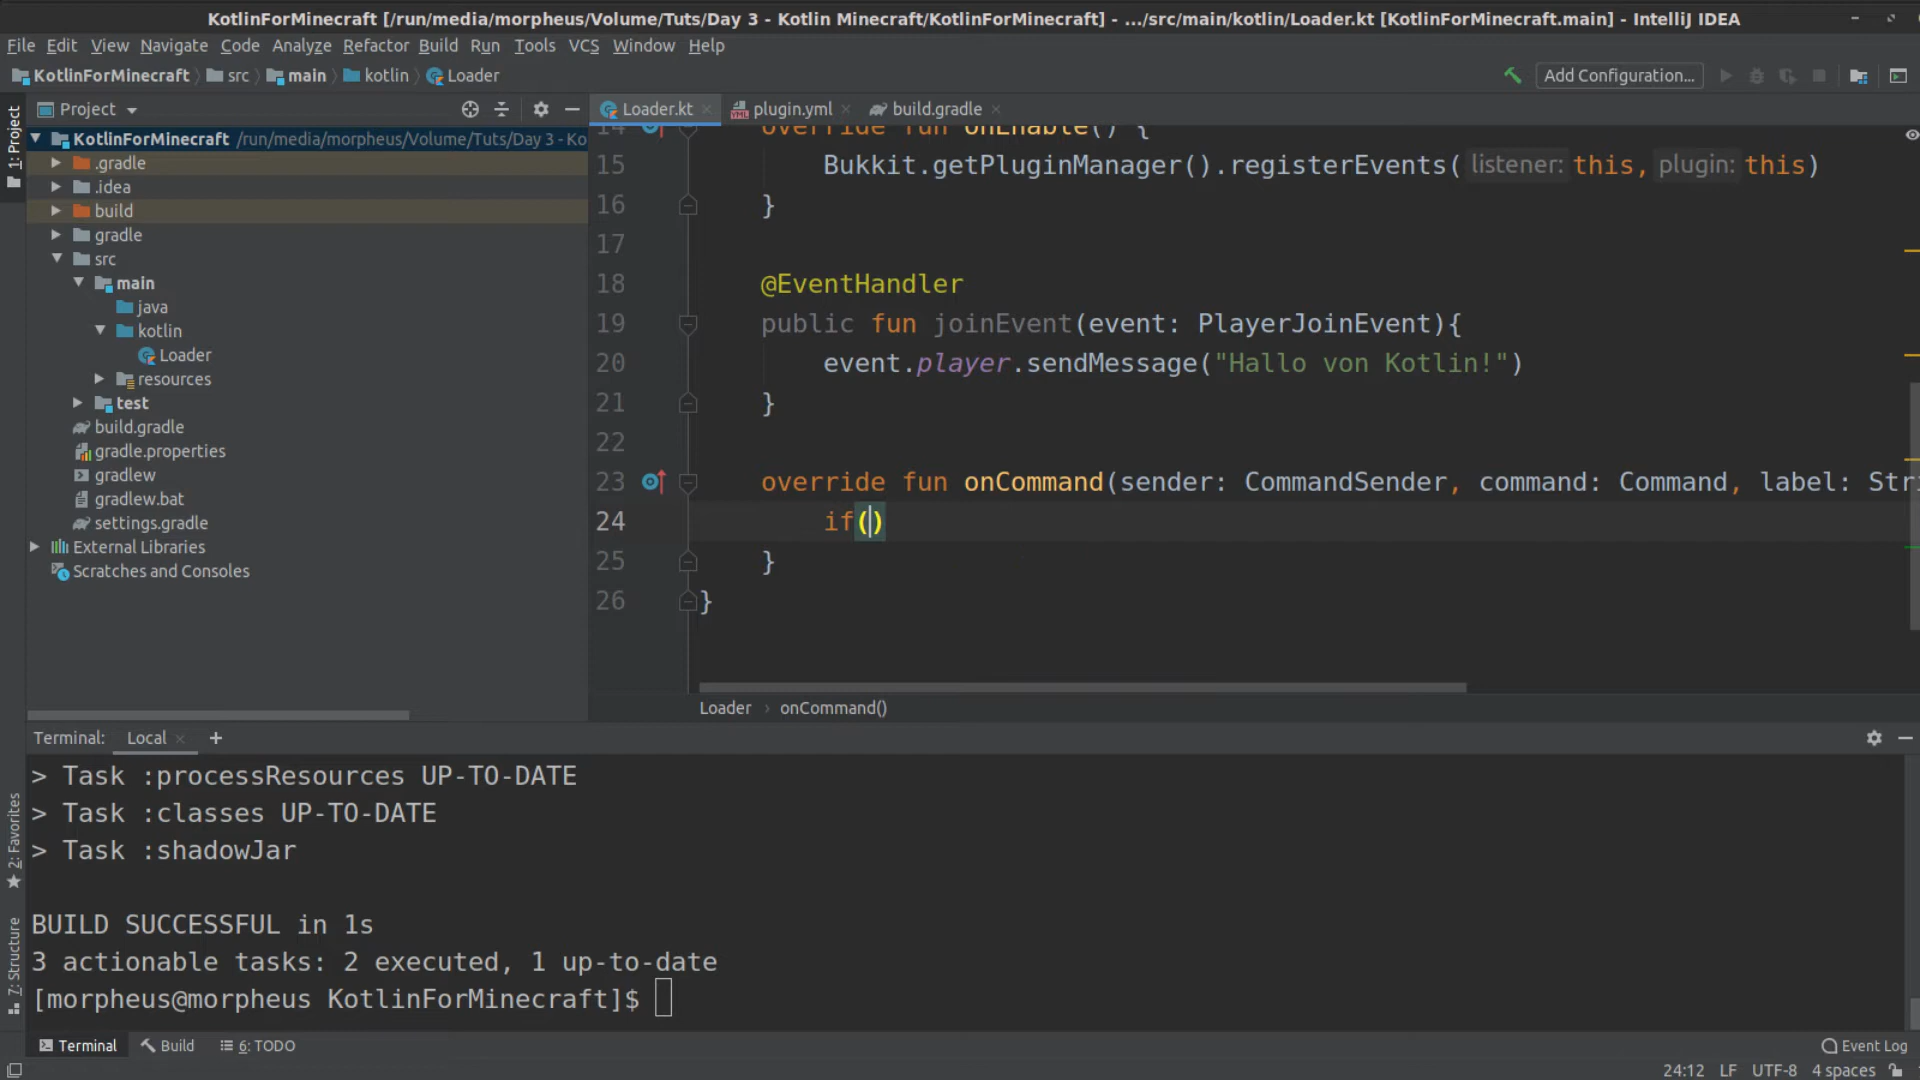 KotlinForMinecraft [/run/media/morpheus/Volume/Tuts/Day 3 - Kotlin Minecraft/KotlinForMinecraft] - .../src/main/kotlin/Loader.kt [KotlinForMinecraft.main] - IntelliJ IDEA
File Edit View Navigate Code Analyze Refactor Build Run Tools VCS Window Help
KotlinForMinecraft src main kotlin Loader Add Configuration...
1: Project
Project
Loader.kt plugin.yml build.gradle
KotlinForMinecraft /run/media/morpheus/Volume/Tuts/Day 3 - Ko
.gradle
.idea
build
gradle
src
main
java
kotlin
Loader
resources
test
build.gradle
gradle.properties
gradlew
gradlew.bat
settings.gradle
External Libraries
Scratches and Consoles
14 override fun onEnable() {
15 Bukkit.getPluginManager().registerEvents( listener: this, plugin: this)
16 }
17
18 @EventHandler
19 public fun joinEvent(event: PlayerJoinEvent){
20 event.player.sendMessage("Hallo von Kotlin!")
21 }
22
23 override fun onCommand(sender: CommandSender, command: Command, label: Stri
24 if()
25 }
26 }
Loader › onCommand()
Terminal: Local +
> Task :processResources UP-TO-DATE
> Task :classes UP-TO-DATE
> Task :shadowJar
BUILD SUCCESSFUL in 1s
3 actionable tasks: 2 executed, 1 up-to-date
[morpheus@morpheus KotlinForMinecraft]$
2: Favorites
7: Structure
Terminal Build 6: TODO Event Log
24:12 LF UTF-8 4 spaces